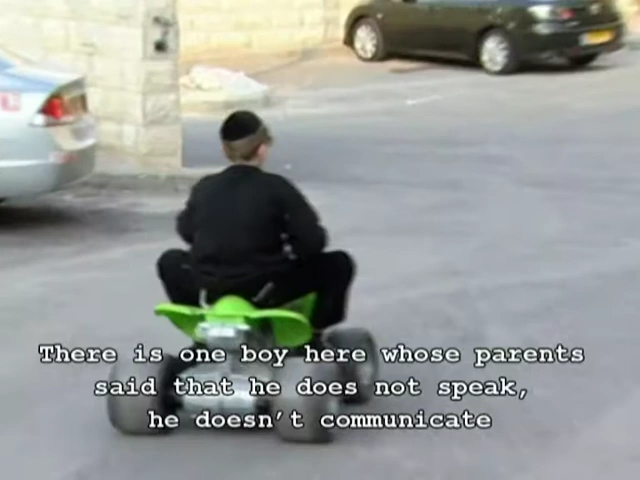 There is one boy here whose parents
said that he does not speak,
he doesn't communicate